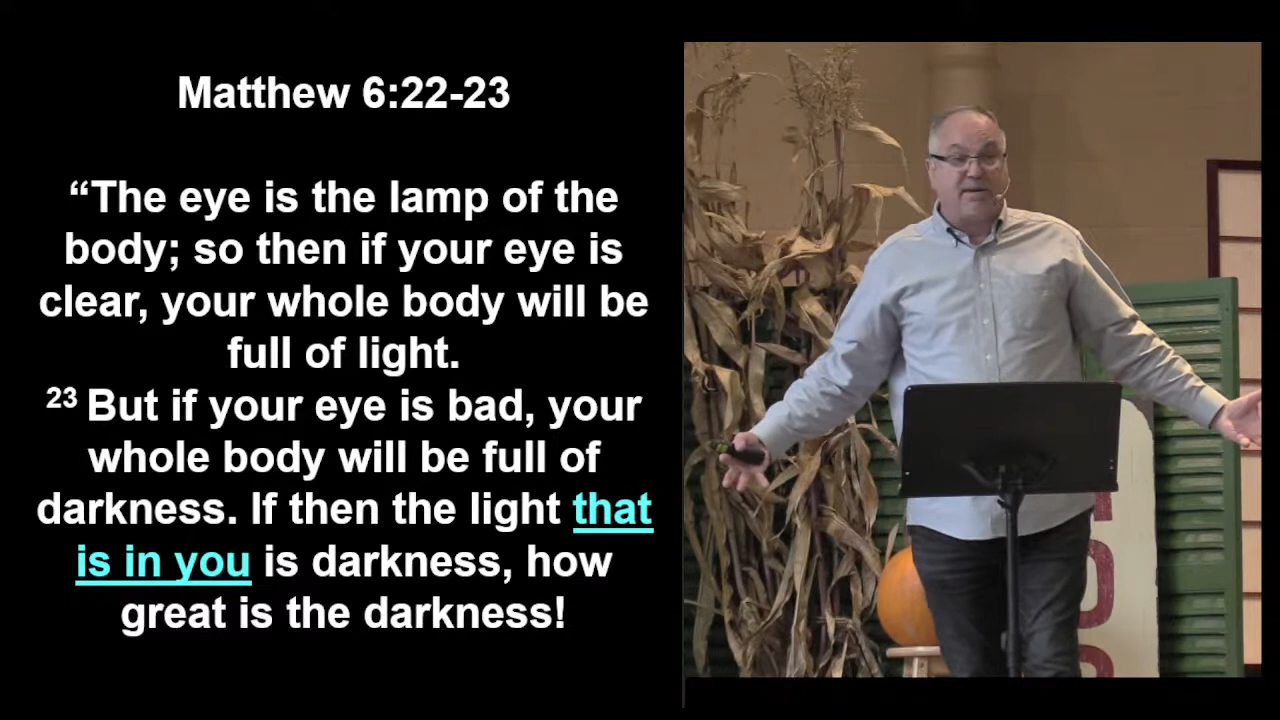 Matthew 6:22-23
“The eye is the lamp of the
body; so then if your eye is
clear, your whole body will be
full of light.
23 But if your eye is bad, your
whole body will be full of
darkness. If then the light that
is in you is darkness, how
great is the darkness!